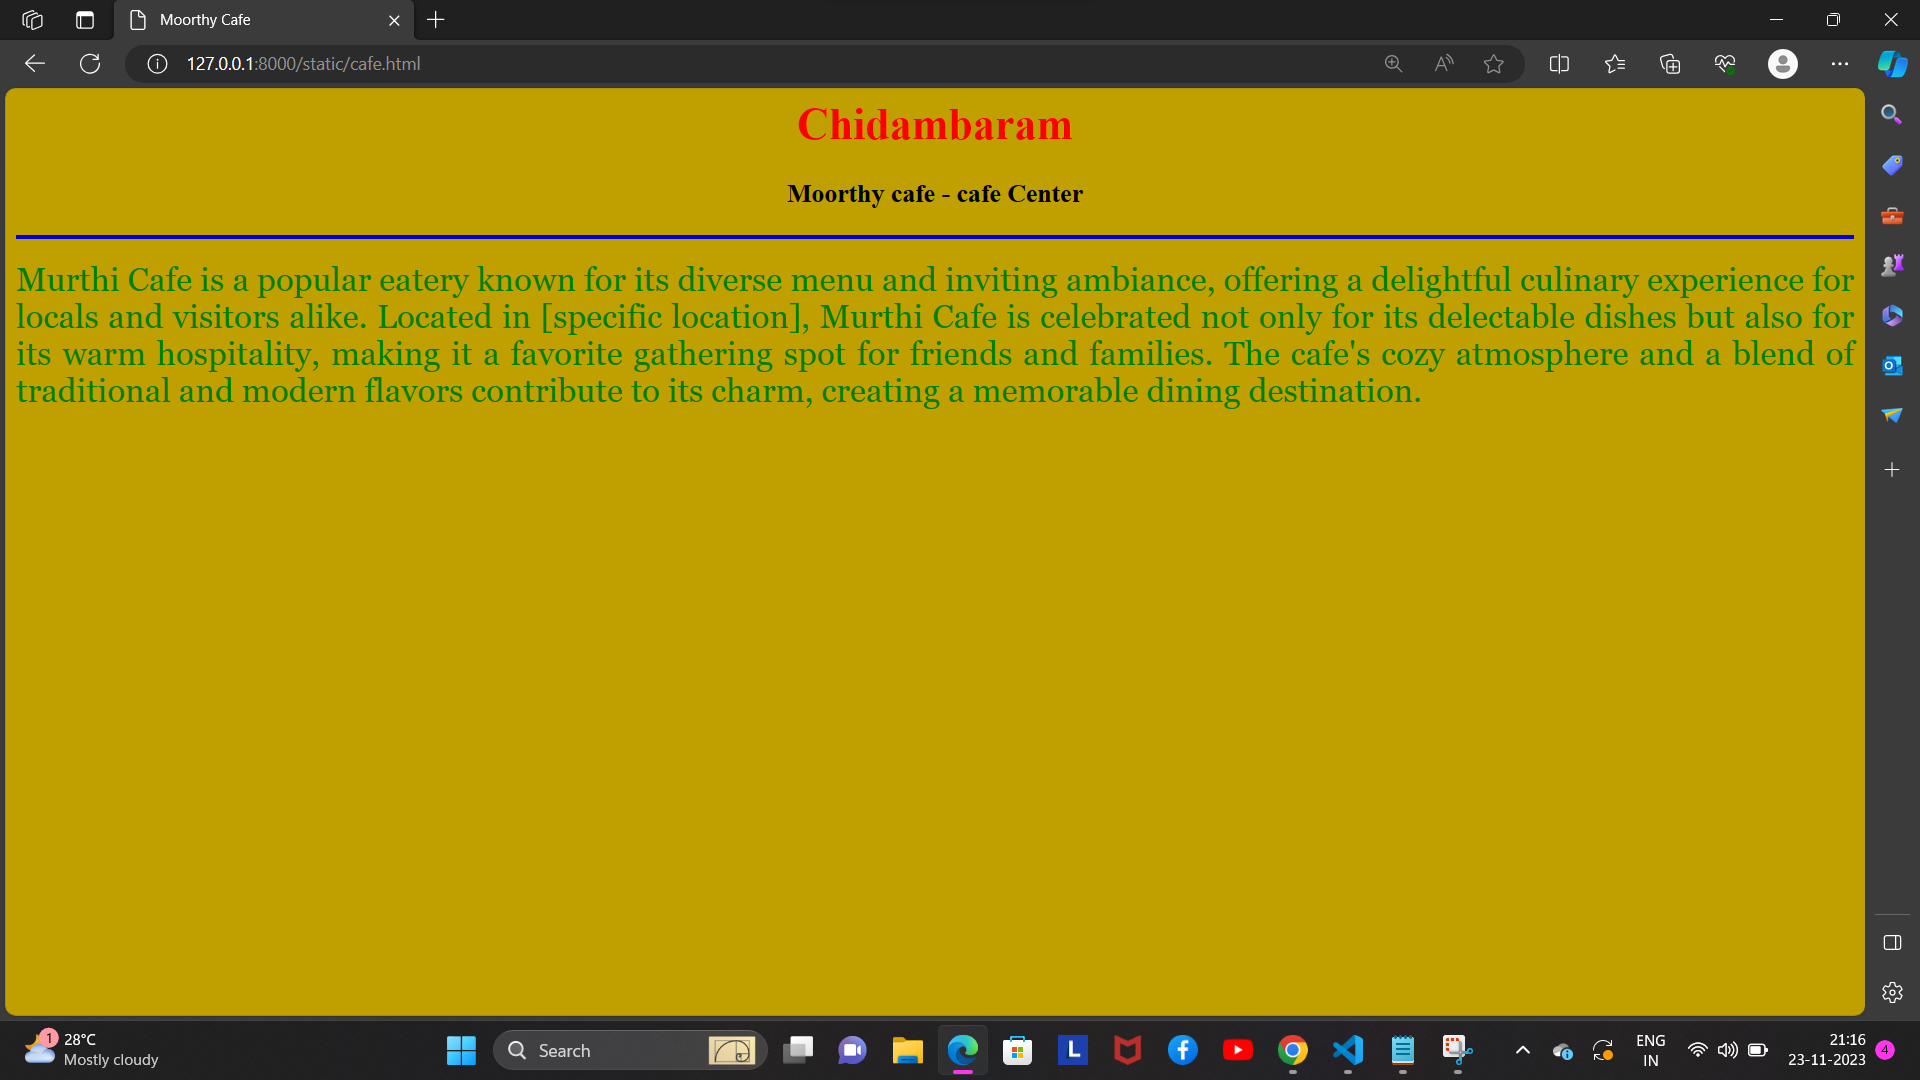 Moorthy Cafe
127.0.0.1:8000/static/cafe.html
Chidambaram
Moorthy cafe - cafe Center
Murthi Cafe is a popular eatery known for its diverse menu and inviting ambiance, offering a delightful culinary experience for
locals and visitors alike. Located in [specific location], Murthi Cafe is celebrated not only for its delectable dishes but also for
its warm hospitality, making it a favorite gathering spot for friends and families. The cafe's cozy atmosphere and a blend of
traditional and modern flavors contribute to its charm, creating a memorable dining destination.
1
28°C
Mostly cloudy
Search
L
ENG
IN
21:16
23-11-2023
4